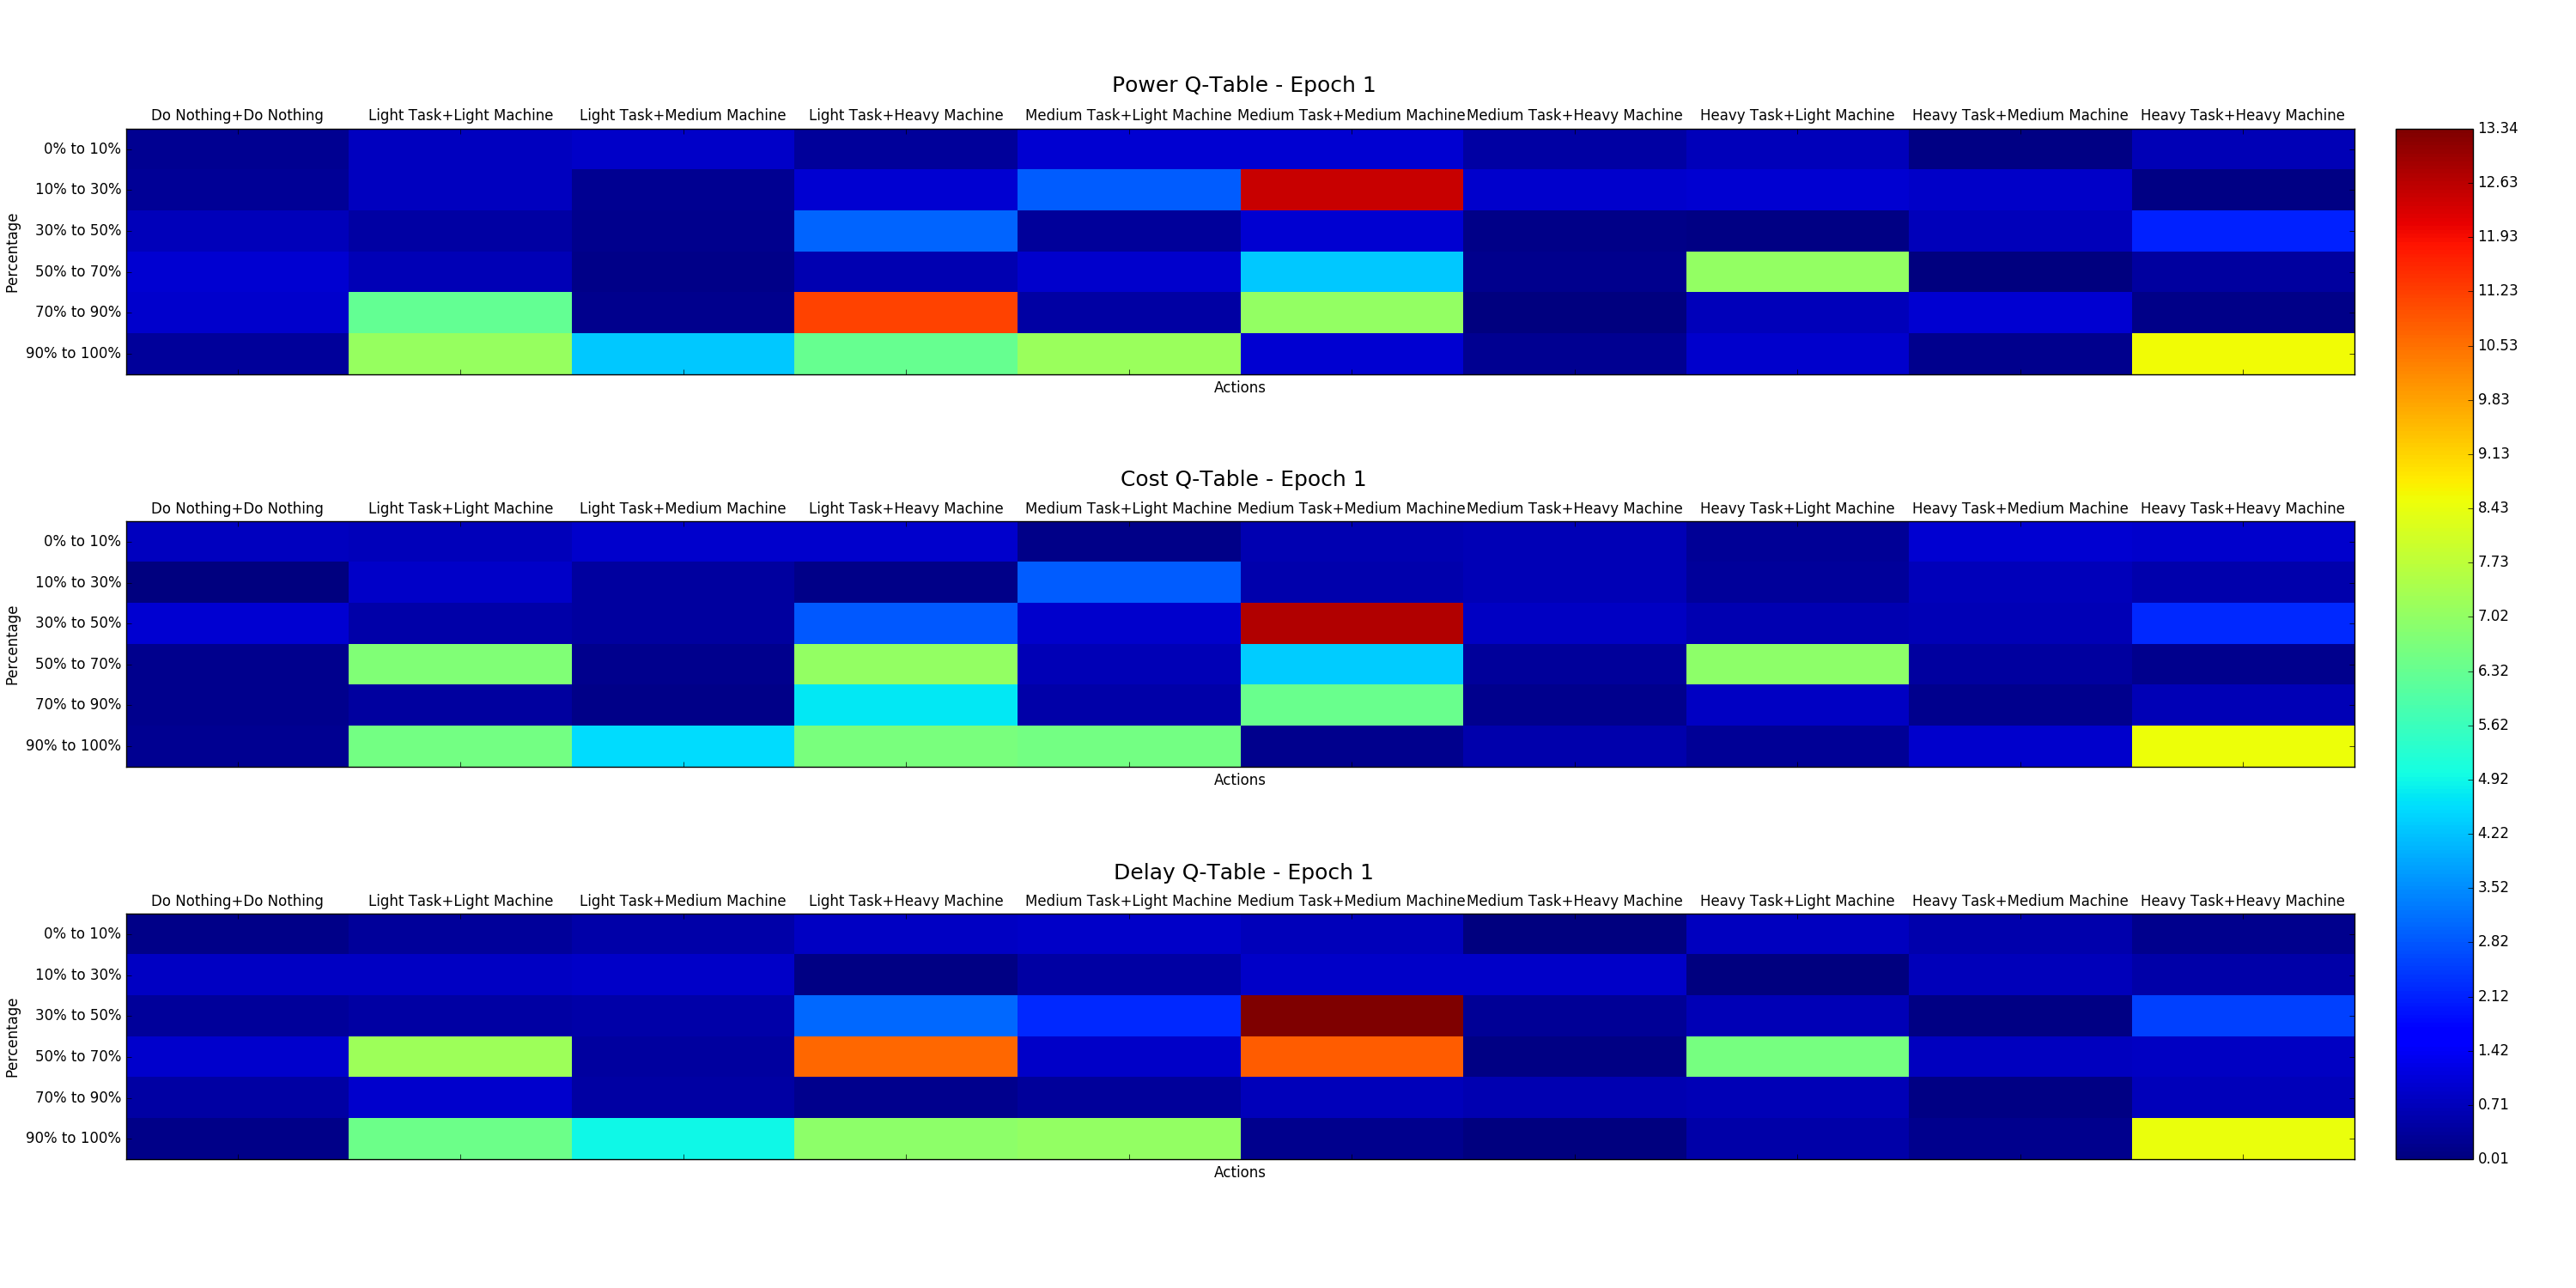 Power Q-Table - Epoch 1
Do Nothing+Do Nothing Light Task+Light Machine Light Task+Medium Machine Light Task+Heavy Machine Medium Task+Light Machine Medium Task+Medium Machine Medium Task+Heavy Machine Heavy Task+Light Machine Heavy Task+Medium Machine Heavy Task+Heavy Machine
Percentage
0% to 10%
10% to 30%
30% to 50%
50% to 70%
70% to 90%
90% to 100%
Actions
Cost Q-Table - Epoch 1
Do Nothing+Do Nothing Light Task+Light Machine Light Task+Medium Machine Light Task+Heavy Machine Medium Task+Light Machine Medium Task+Medium Machine Medium Task+Heavy Machine Heavy Task+Light Machine Heavy Task+Medium Machine Heavy Task+Heavy Machine
Percentage
0% to 10%
10% to 30%
30% to 50%
50% to 70%
70% to 90%
90% to 100%
Actions
Delay Q-Table - Epoch 1
Do Nothing+Do Nothing Light Task+Light Machine Light Task+Medium Machine Light Task+Heavy Machine Medium Task+Light Machine Medium Task+Medium Machine Medium Task+Heavy Machine Heavy Task+Light Machine Heavy Task+Medium Machine Heavy Task+Heavy Machine
Percentage
0% to 10%
10% to 30%
30% to 50%
50% to 70%
70% to 90%
90% to 100%
Actions
13.34
12.63
11.93
11.23
10.53
9.83
9.13
8.43
7.73
7.02
6.32
5.62
4.92
4.22
3.52
2.82
2.12
1.42
0.71
0.01